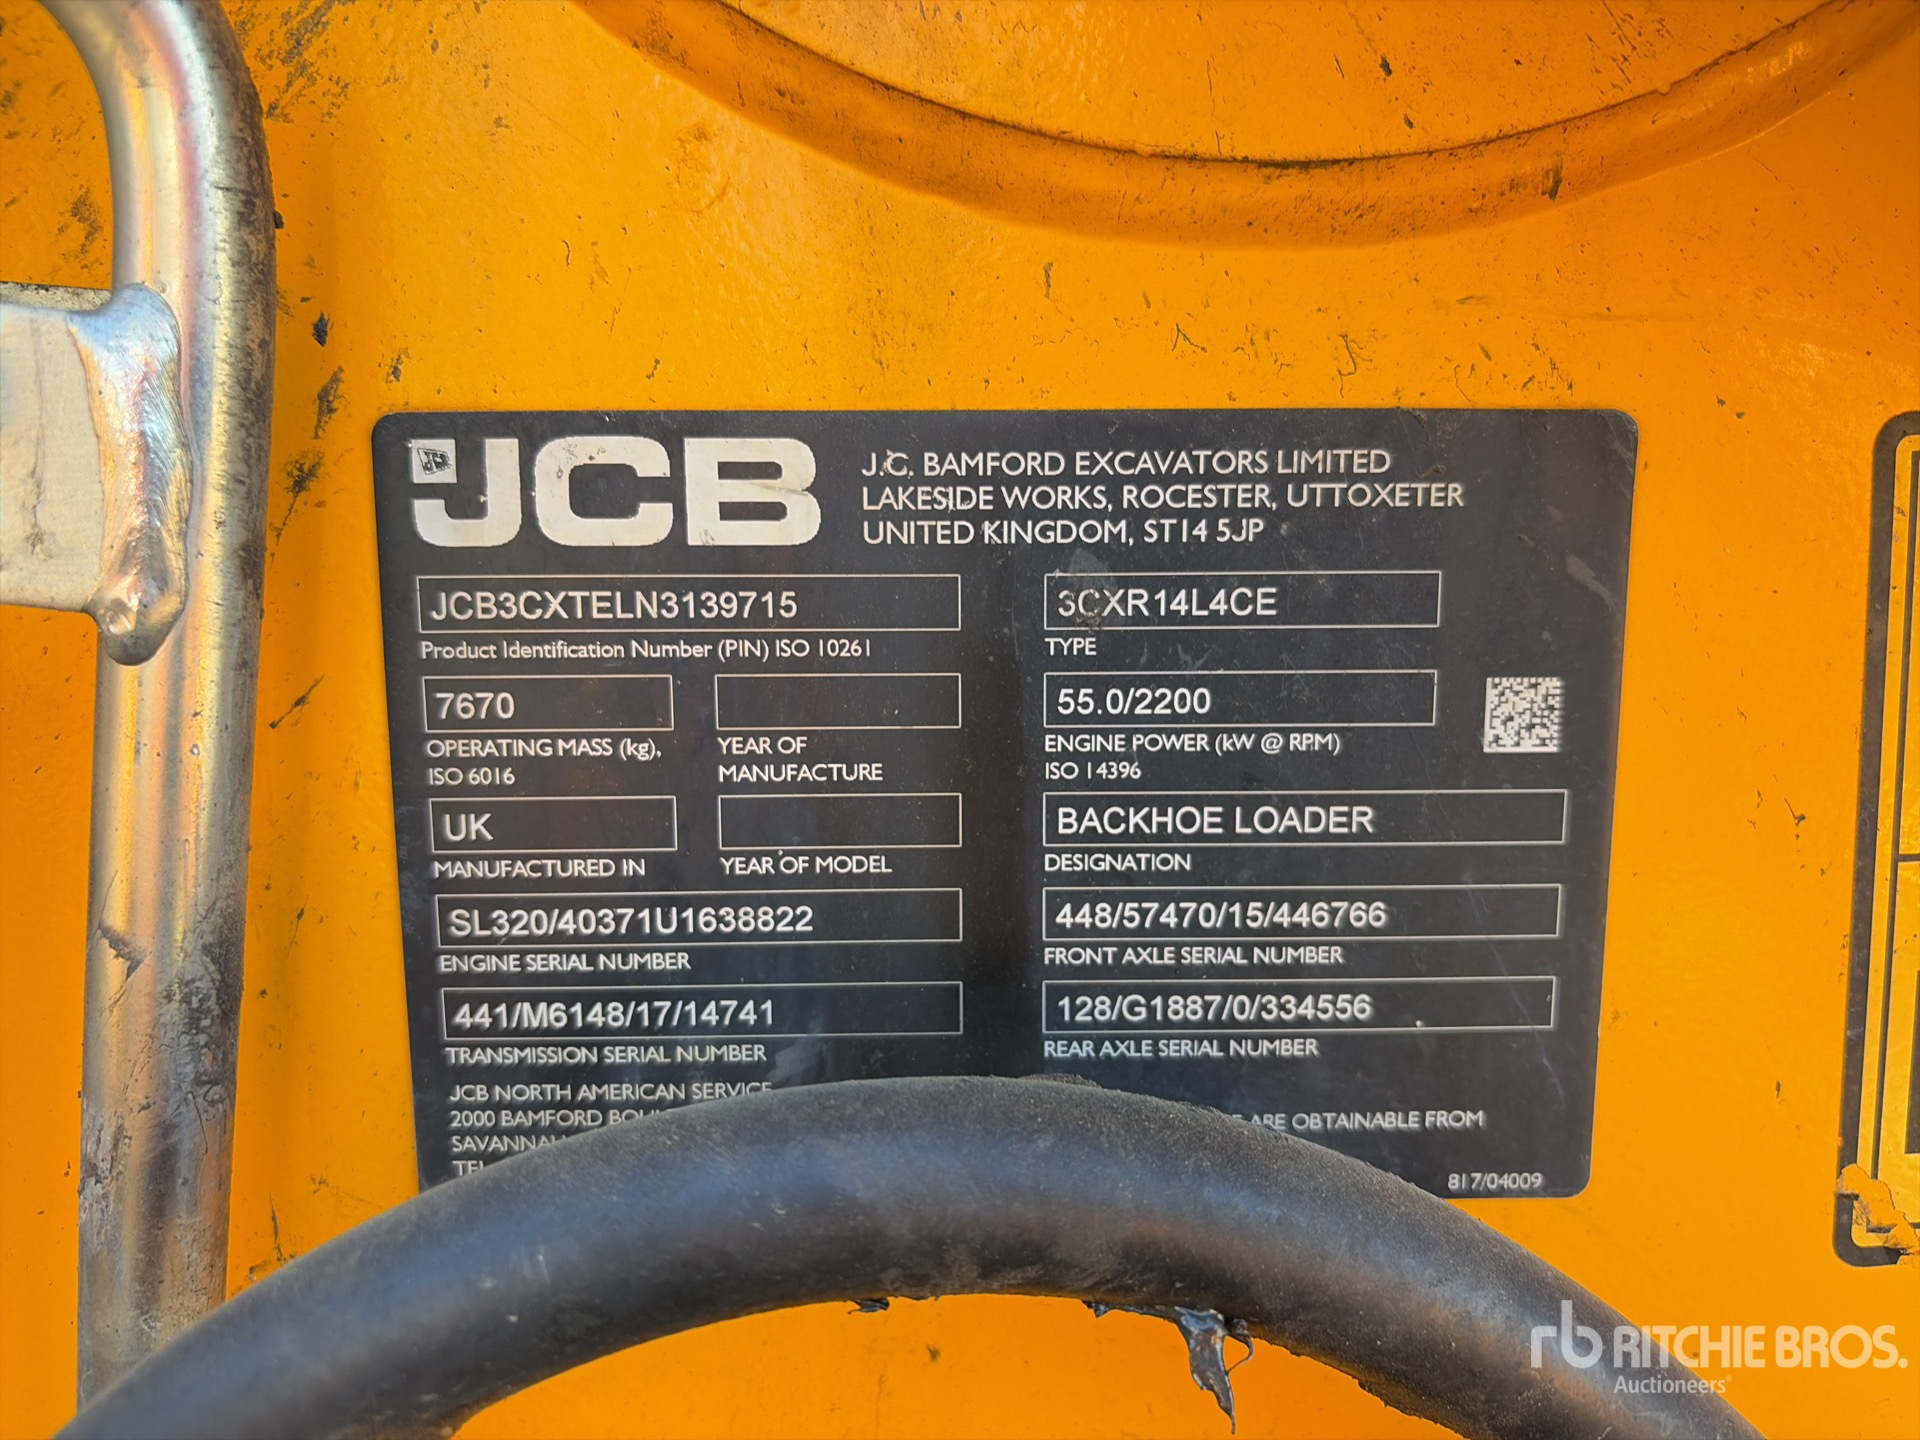 JCB
J.C. BAMFORD EXCAVATORS LIMITED
LAKESIDE WORKS, ROCESTER, UTTOXETER
UNITED KINGDOM, ST14 5JP
JCB3CXTELN3139715
Product Identification Number (PIN) ISO 10261
3CXR14L4CE
TYPE
7670
OPERATING MASS (kg),
ISO 6016
YEAR OF
MANUFACTURE
55.0/2200
ENGINE POWER (kW @ RPM)
ISO 14396
UK
MANUFACTURED IN
YEAR OF MODEL
BACKHOE LOADER
DESIGNATION
SL320/40371U1638822
ENGINE SERIAL NUMBER
448/57470/15/446766
FRONT AXLE SERIAL NUMBER
441/M6148/17/14741
TRANSMISSION SERIAL NUMBER
128/G1887/0/334556
REAR AXLE SERIAL NUMBER
JCB NORTH AMERICAN SERVICE
2000 BAMFORD
ARE OBTAINABLE FROM
817/04009
rb RITCHIE BROS.
Auctioneers